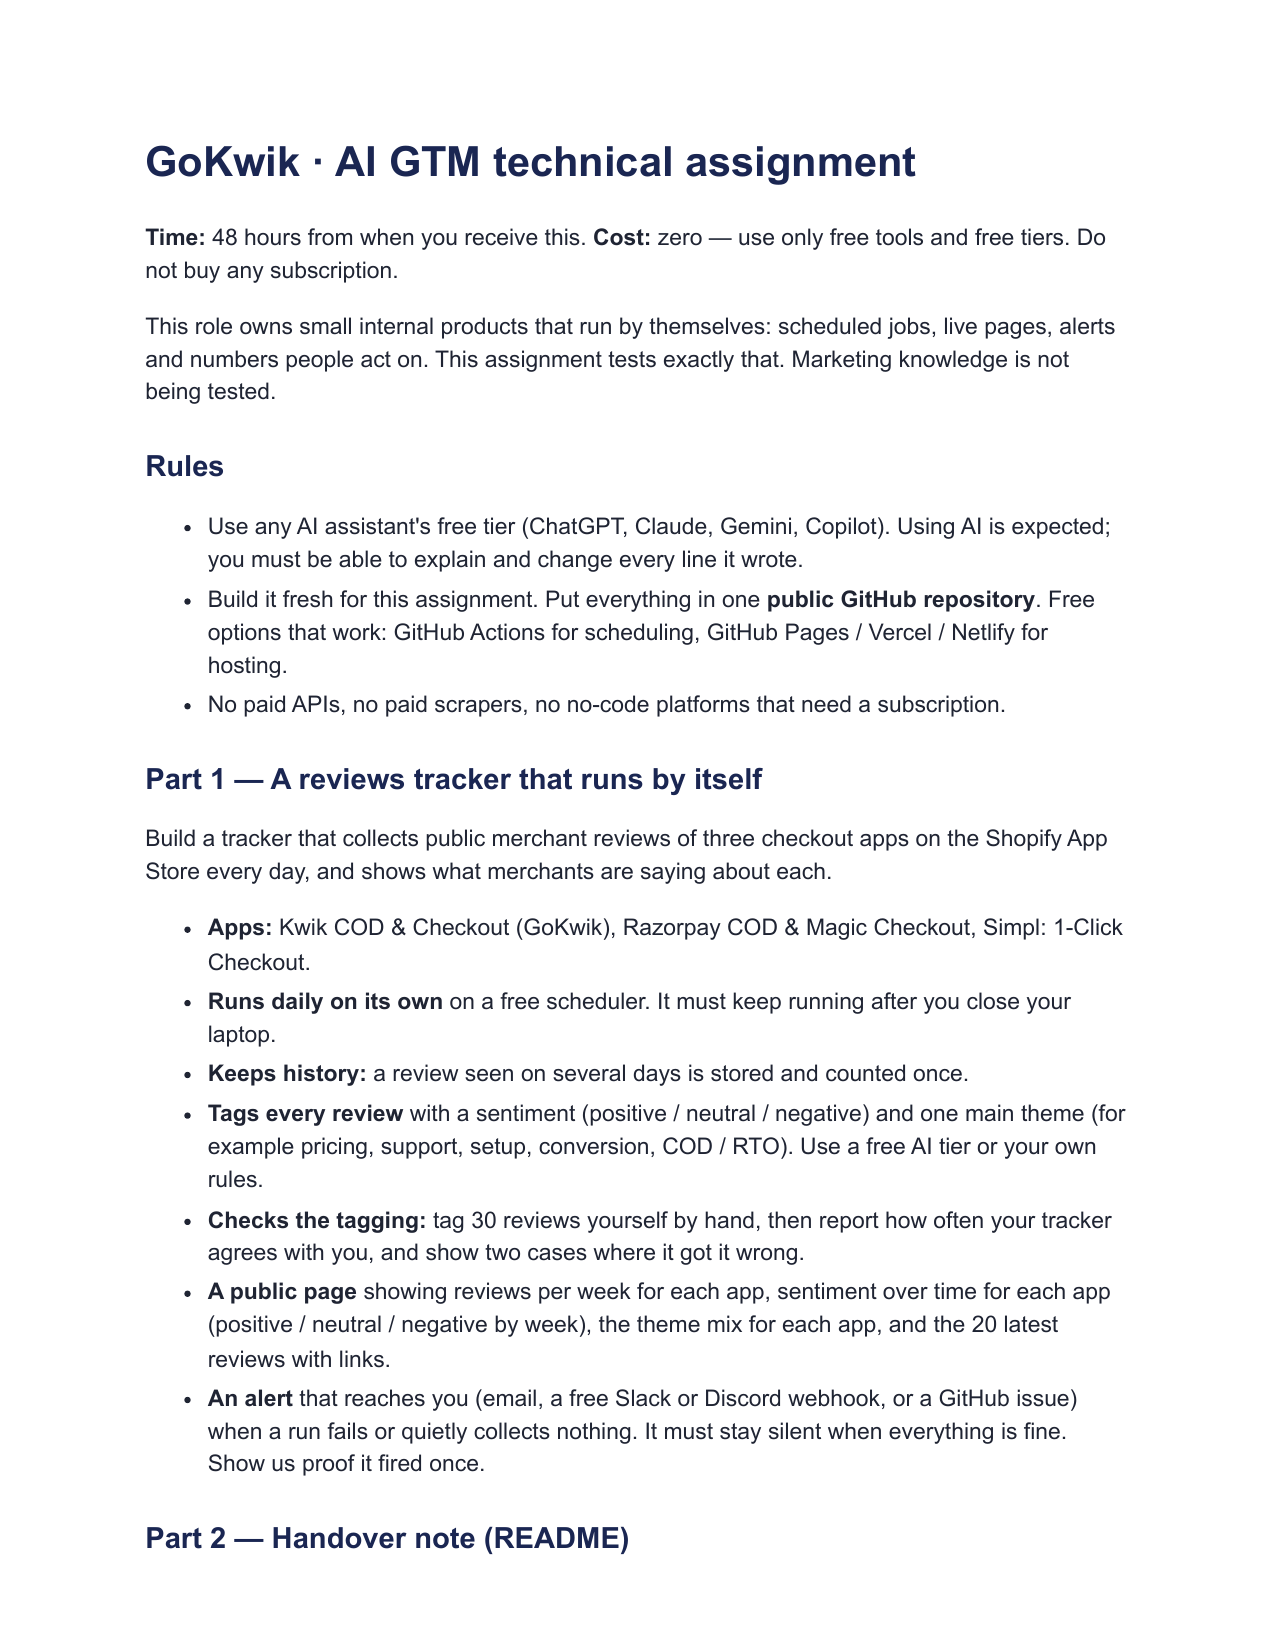 GoKwik · AI GTM technical assignment
Time: 48 hours from when you receive this. Cost: zero — use only free tools and free tiers. Do
not buy any subscription.
This role owns small internal products that run by themselves: scheduled jobs, live pages, alerts
and numbers people act on. This assignment tests exactly that. Marketing knowledge is not
being tested.
Rules
• Use any AI assistant's free tier (ChatGPT, Claude, Gemini, Copilot). Using AI is expected;
you must be able to explain and change every line it wrote.
• Build it fresh for this assignment. Put everything in one public GitHub repository. Free
options that work: GitHub Actions for scheduling, GitHub Pages / Vercel / Netlify for
hosting.
• No paid APIs, no paid scrapers, no no-code platforms that need a subscription.
Part 1 — A reviews tracker that runs by itself
Build a tracker that collects public merchant reviews of three checkout apps on the Shopify App
Store every day, and shows what merchants are saying about each.
• Apps: Kwik COD & Checkout (GoKwik), Razorpay COD & Magic Checkout, Simpl: 1-Click
Checkout.
• Runs daily on its own on a free scheduler. It must keep running after you close your
laptop.
• Keeps history: a review seen on several days is stored and counted once.
• Tags every review with a sentiment (positive / neutral / negative) and one main theme (for
example pricing, support, setup, conversion, COD / RTO). Use a free AI tier or your own
rules.
• Checks the tagging: tag 30 reviews yourself by hand, then report how often your tracker
agrees with you, and show two cases where it got it wrong.
• A public page showing reviews per week for each app, sentiment over time for each app
(positive / neutral / negative by week), the theme mix for each app, and the 20 latest
reviews with links.
• An alert that reaches you (email, a free Slack or Discord webhook, or a GitHub issue)
when a run fails or quietly collects nothing. It must stay silent when everything is fine.
Show us proof it fired once.
Part 2 — Handover note (README)